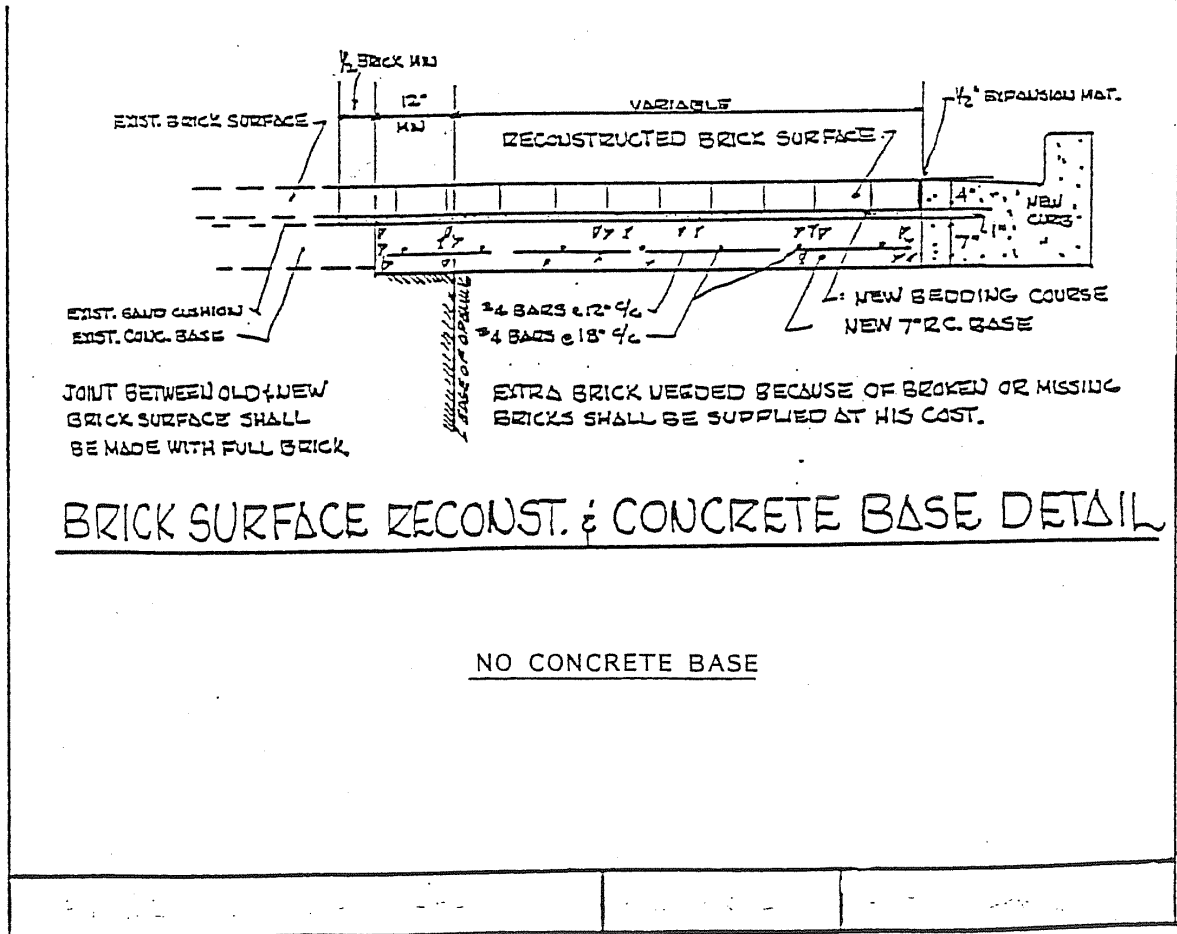 ½ BRICK MIN
12"
MIN
VARIABLE
½" EXPANSION MAT.
EXIST. BRICK SURFACE
RECONSTRUCTED BRICK SURFACE
4"
NEW
CURB
1"
7"
EXIST. SAND CUSHION
EXIST. CONC. BASE
#4 BARS @ 12" C/C
#4 BARS @ 18" C/C
EDGE OF OPENING
NEW BEDDING COURSE
NEW 7" R.C. BASE
JOINT BETWEEN OLD & NEW
BRICK SURFACE SHALL
BE MADE WITH FULL BRICK.
EXTRA BRICK NEEDED BECAUSE OF BROKEN OR MISSING
BRICKS SHALL BE SUPPLIED AT HIS COST.
BRICK SURFACE RECONST. & CONCRETE BASE DETAIL
NO CONCRETE BASE